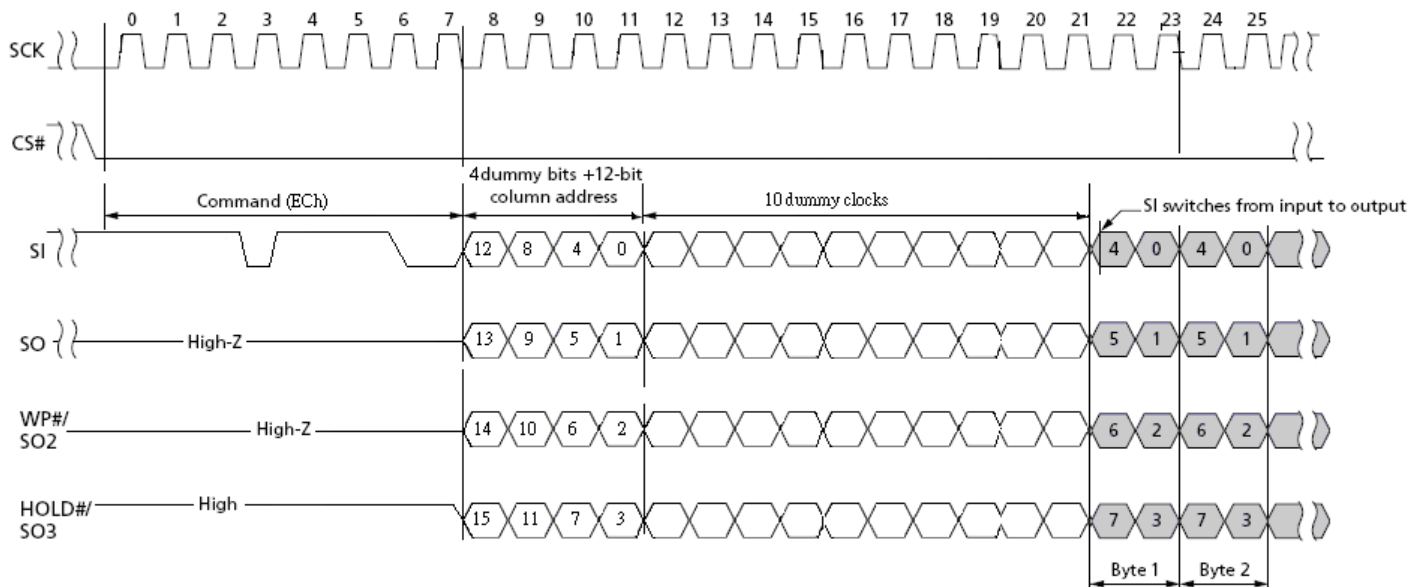 0 1 2 3 4 5 6 7 8 9 10 11 12 13 14 15 16 17 18 19 20 21 22 23 24 25
SCK
CS#
4dummy bits +12-bit
column address
Command (ECh)
10 dummy clocks
SI switches from input to output
SI 12 8 4 0 4 0 4 0
SO High-Z 13 9 5 1 5 1 5 1
WP#/
SO2
High-Z 14 10 6 2 6 2 6 2
HOLD#/
SO3
High 15 11 7 3 7 3 7 3
Byte 1 Byte 2